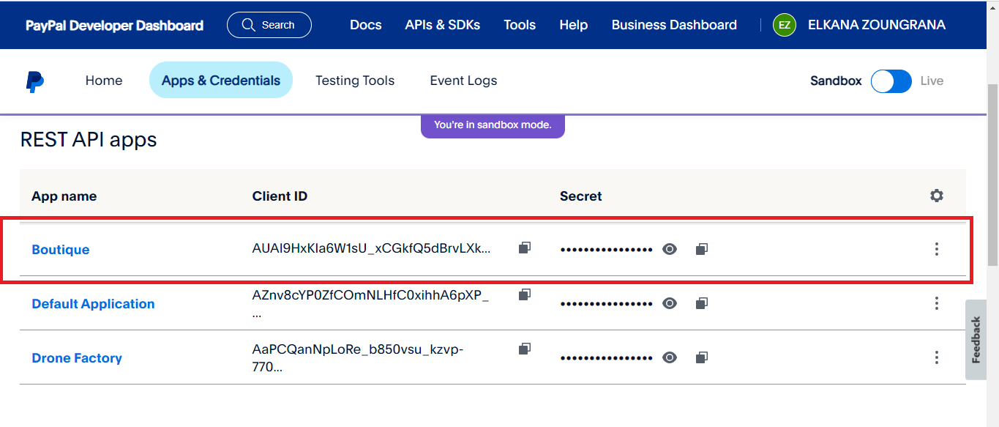 PayPal Developer Dashboard Search Docs APIs & SDKs Tools Help Business Dashboard EZ ELKANA ZOUNGRANA
Home Apps & Credentials Testing Tools Event Logs Sandbox Live
You're in sandbox mode.
REST API apps
App name Client ID Secret
Boutique AUAl9HxKla6W1sU_xCGkfQ5dBrvLXk... ••••••••••••••••
Default Application AZnv8cYP0ZfCOmNLHfC0xihhA6pXP_ ••••••••••••••••
...
Drone Factory AaPCQanNpLoRe_b850vsu_kzvp- ••••••••••••••••
770...
Feedback